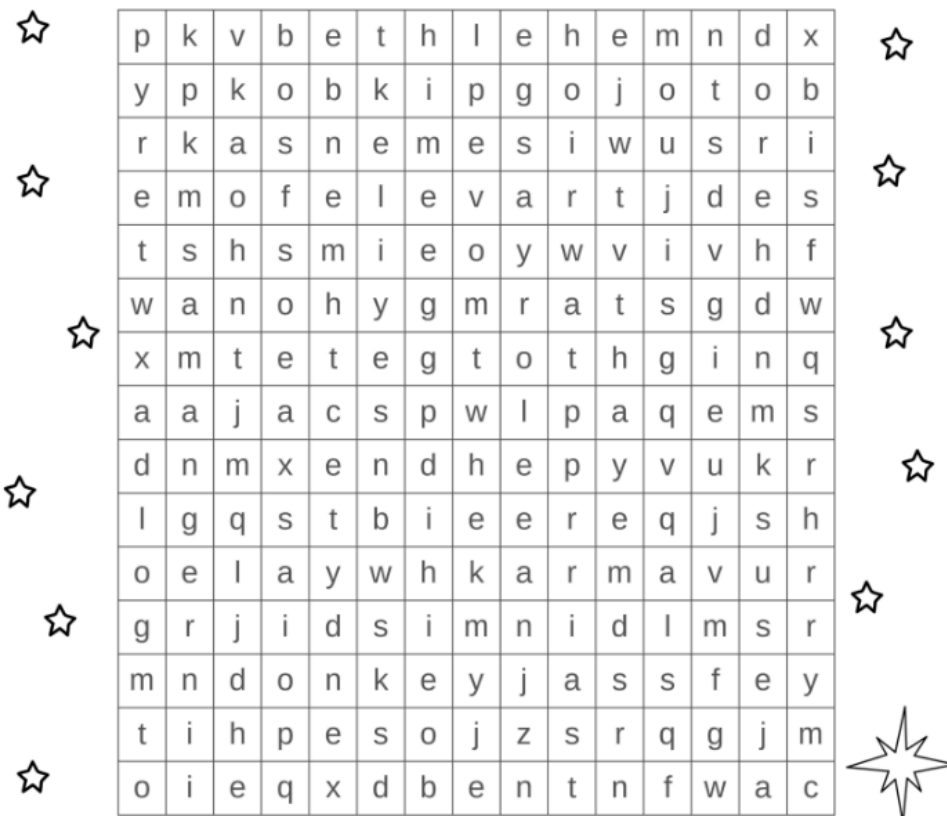 p k v b e t h l e h e m n d x
y p k o b k i p g o j o t o b
r k a s n e m e s i w u s r i
e m o f e l e v a r t j d e s
t s h s m i e o y w v i v h f
w a n o h y g m r a t s g d w
x m t e t e g t o t h g i n q
a a j a c s p w l p a q e m s
d n m x e n d h e p y v u k r
l g q s t b i e e r e q j s h
o e l a y w h k a r m a v u r
g r j i d s i m n i d l m s r
m n d o n k e y j a s s f e y
t i h p e s o j z s r q g j m
o i e q x d b e n t n f w a c